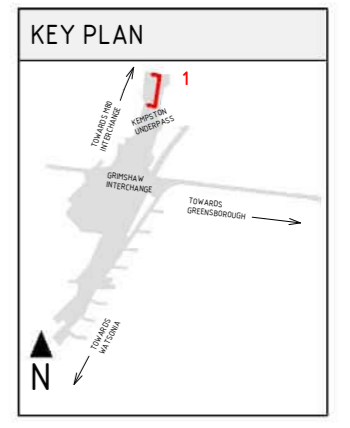 KEY PLAN
1
TOWARDS M80
INTERCHANGE
KEMPSTON
UNDERPASS
GRIMSHAW
INTERCHANGE
TOWARDS
GREENSBOROUGH
TOWARDS
WATSONIA
N